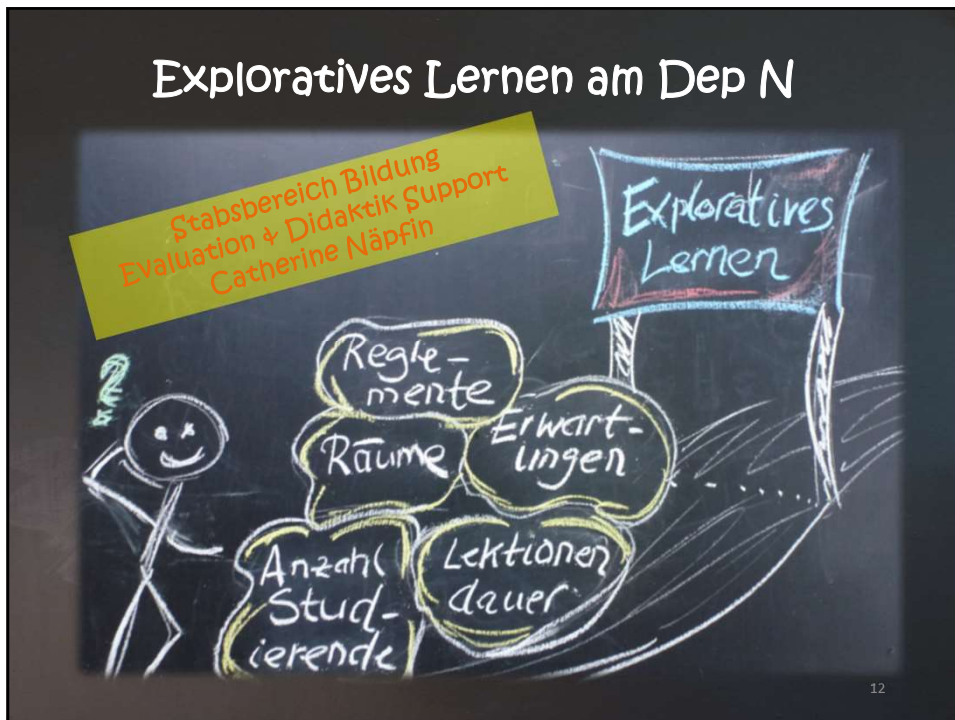 Exploratives Lernen am Dep N
Stabsbereich Bildung
Evaluation & Didaktik Support
Catherine Näpfin
?
Exploratives
Lernen
Regle-
mente
Räume
Erwart-
ungen
Anzahl
Stud-
ierende
Lektionen
dauer
12